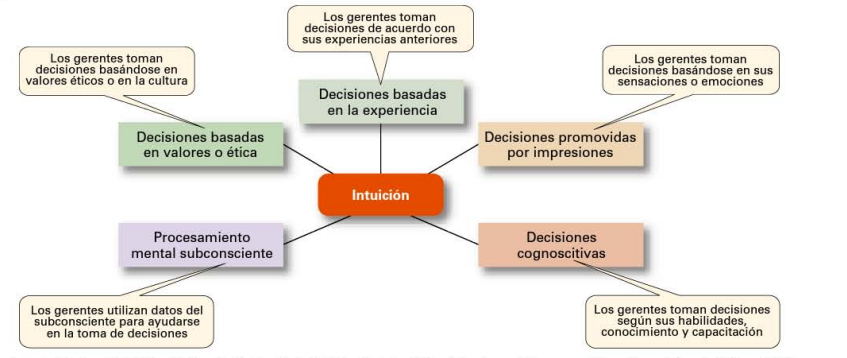 Los gerentes toman
decisiones de acuerdo con
sus experiencias anteriores
Los gerentes toman
decisiones basándose en
valores éticos o en la cultura
Los gerentes toman
decisiones basándose en sus
sensaciones o emociones
Decisiones basadas
en la experiencia
Decisiones basadas
en valores o ética
Decisiones promovidas
por impresiones
Intuición
Procesamiento
mental subconsciente
Decisiones
cognoscitivas
Los gerentes utilizan datos del
subconsciente para ayudarse
en la toma de decisiones
Los gerentes toman decisiones
según sus habilidades,
conocimiento y capacitación